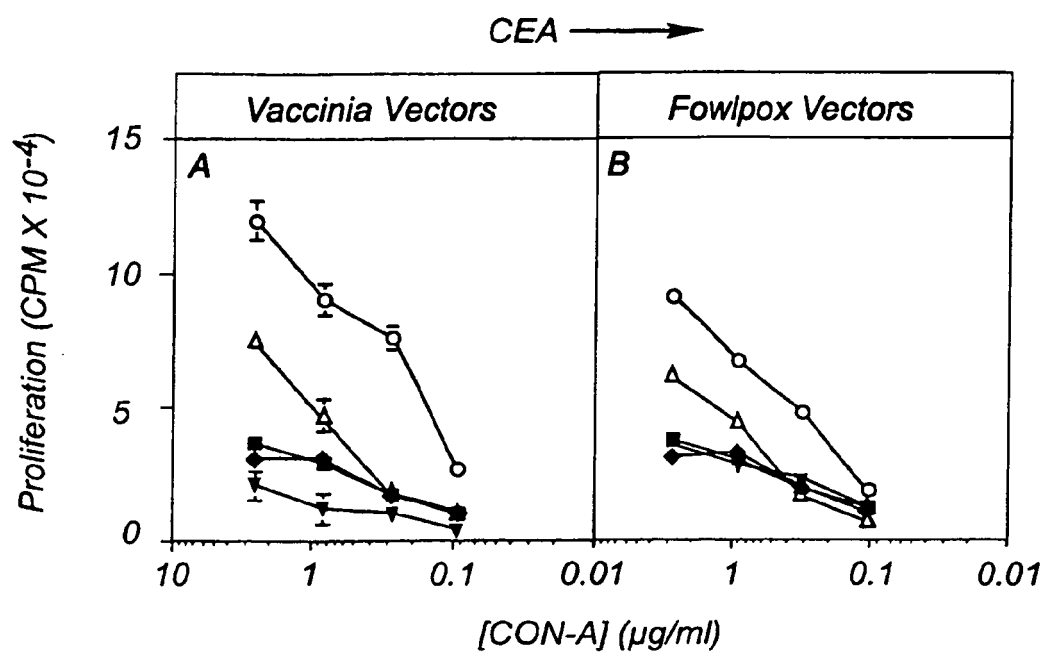 CEA
Vaccinia Vectors
Fowlpox Vectors
A
B
Proliferation (CPM X 10-4)
15
10
5
0
10
1
0.1
0.01
1
0.1
0.01
[CON-A] (µg/ml)